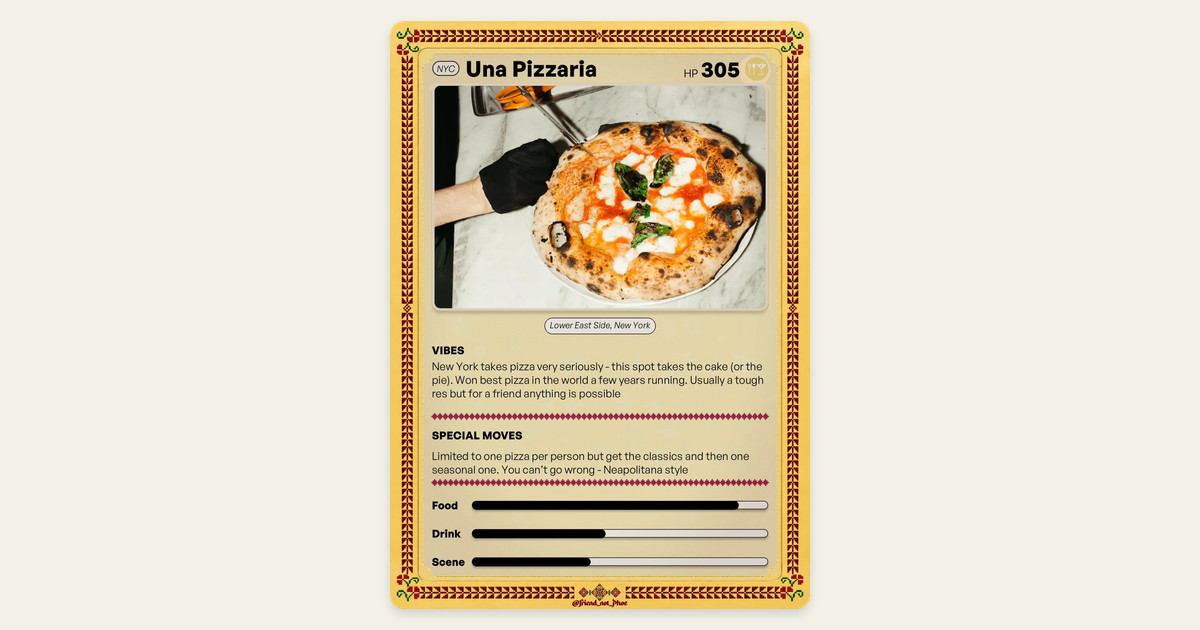 NYC Una Pizzaria HP 305
Lower East Side, New York
VIBES
New York takes pizza very seriously - this spot takes the cake (or the
pie). Won best pizza in the world a few years running. Usually a tough
res but for a friend anything is possible
SPECIAL MOVES
Limited to one pizza per person but get the classics and then one
seasonal one. You can't go wrong - Neapolitana style
Food
Drink
Scene
@friend_not_phoe